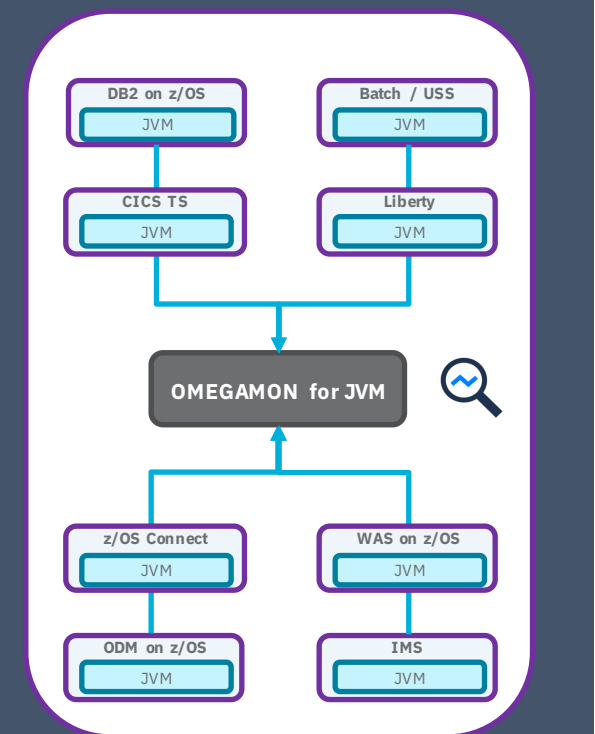 DB2 on z/OS
JVM
Batch / USS
JVM
CICS TS
JVM
Liberty
JVM
OMEGAMON for JVM
z/OS Connect
JVM
WAS on z/OS
JVM
ODM on z/OS
JVM
IMS
JVM